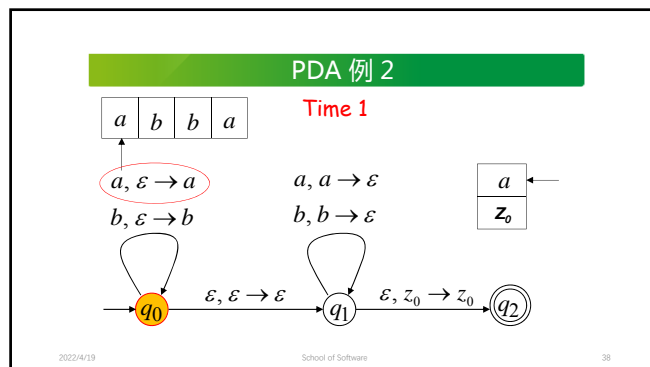 PDA 例 2
Time 1
a b b a
a, ε → a
b, ε → b
a, a → ε
b, b → ε
a
Z₀
q₀
ε, ε → ε
q₁
ε, z₀ → z₀
q₂
2022/4/19
School of Software
38